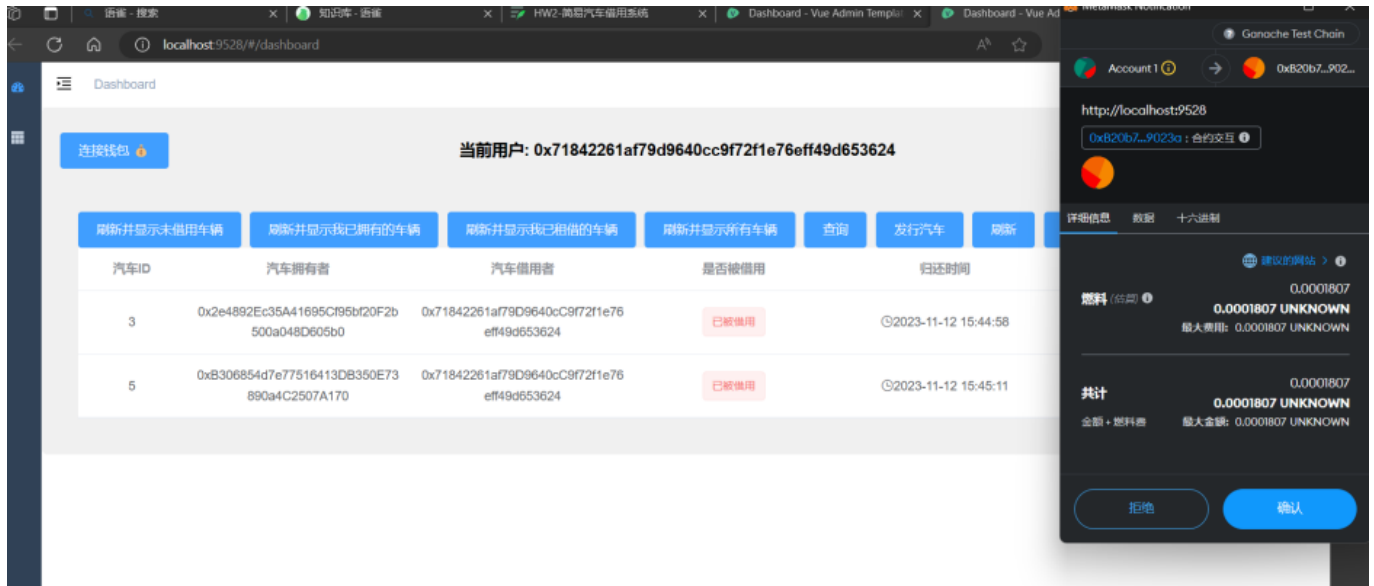 语雀 - 搜索
知识库 - 语雀
HW2-简易汽车借用系统
Dashboard - Vue Admin Templat
Dashboard - Vue Ad
MetaMask Notification
localhost:9528/#/dashboard
Ganache Test Chain
Account 1
0xB20b7...902...
Dashboard
http://localhost:9528
0xB20b7...9023a : 合约交互
连接钱包
当前用户: 0x71842261af79d9640cc9f72f1e76eff49d653624
详细信息 数据 十六进制
刷新并显示未借用车辆 刷新并显示我已拥有的车辆 刷新并显示我已租借的车辆 刷新并显示所有车辆 查询 发行汽车 刷新
建议的网站 >
汽车ID 汽车拥有者 汽车借用者 是否被借用 归还时间
燃料 (估算) 0.0001807
0.0001807 UNKNOWN
最大费用: 0.0001807 UNKNOWN
3 0x2e4892Ec35A41695Cf95bf20F2b500a048D605b0 0x71842261af79D9640cC9f72f1e76eff49d653624 已被借用 2023-11-12 15:44:58
5 0xB306854d7e77516413DB350E73890a4C2507A170 0x71842261af79D9640cC9f72f1e76eff49d653624 已被借用 2023-11-12 15:45:11
共计 0.0001807
0.0001807 UNKNOWN
金额 + 燃料费 最大金额: 0.0001807 UNKNOWN
拒绝 确认